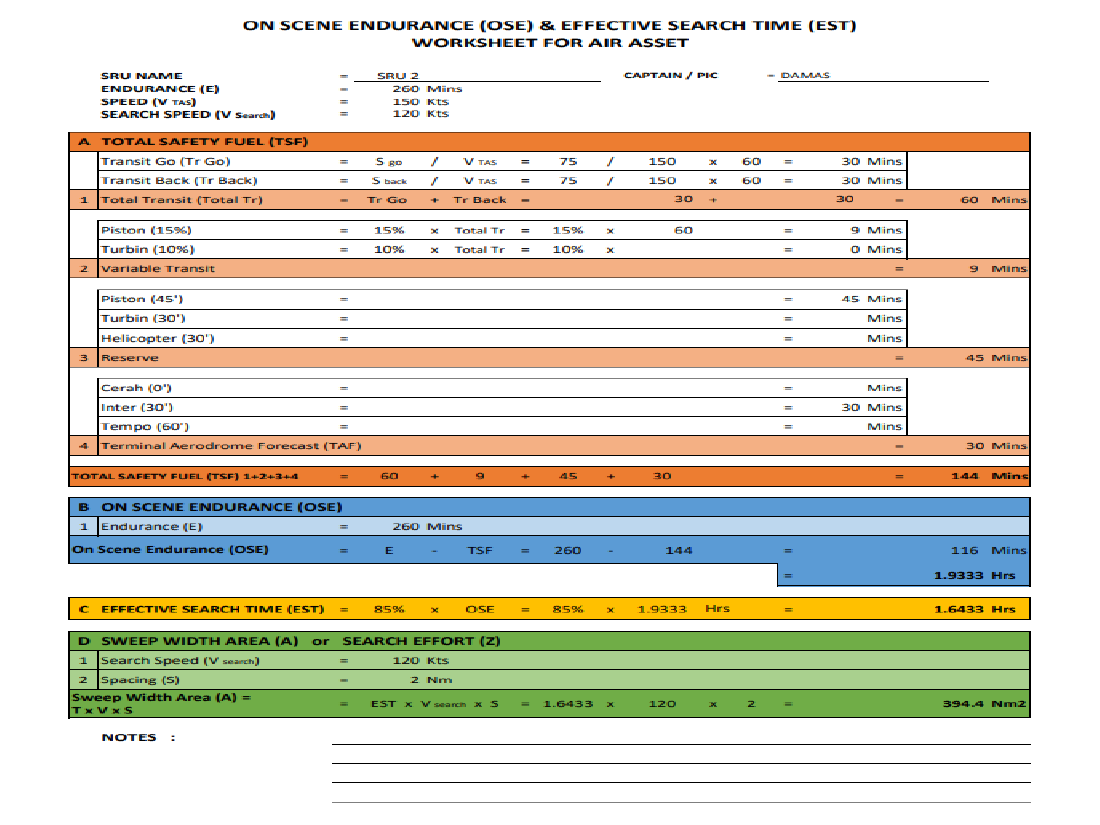 ON SCENE ENDURANCE (OSE) & EFFECTIVE SEARCH TIME (EST)
WORKSHEET FOR AIR ASSET
SRU NAME = SRU 2 CAPTAIN / PIC = DAMAS
ENDURANCE (E) = 260 Mins
SPEED (V TAS) = 150 Kts
SEARCH SPEED (V Search) = 120 Kts
A TOTAL SAFETY FUEL (TSF)
Transit Go (Tr Go) = S go / V TAS = 75 / 150 x 60 = 30 Mins
Transit Back (Tr Back) = S back / V TAS = 75 / 150 x 60 = 30 Mins
1 Total Transit (Total Tr) = Tr Go + Tr Back = 30 + 30 = 60 Mins
Piston (15%) = 15% x Total Tr = 15% x 60 = 9 Mins
Turbin (10%) = 10% x Total Tr = 10% x = 0 Mins
2 Variable Transit = 9 Mins
Piston (45') = = 45 Mins
Turbin (30') = = Mins
Helicopter (30') = = Mins
3 Reserve = 45 Mins
Cerah (0') = = Mins
Inter (30') = = 30 Mins
Tempo (60') = = Mins
4 Terminal Aerodrome Forecast (TAF) = 30 Mins
TOTAL SAFETY FUEL (TSF) 1+2+3+4 = 60 + 9 + 45 + 30 = 144 Mins
B ON SCENE ENDURANCE (OSE)
1 Endurance (E) = 260 Mins
On Scene Endurance (OSE) = E - TSF = 260 - 144 = 116 Mins
= 1.9333 Hrs
C EFFECTIVE SEARCH TIME (EST) = 85% x OSE = 85% x 1.9333 Hrs = 1.6433 Hrs
D SWEEP WIDTH AREA (A) or SEARCH EFFORT (Z)
1 Search Speed (V search) = 120 Kts
2 Spacing (S) = 2 Nm
Sweep Width Area (A) =
T x V x S = EST x V search x S = 1.6433 x 120 x 2 = 394.4 Nm2
NOTES :